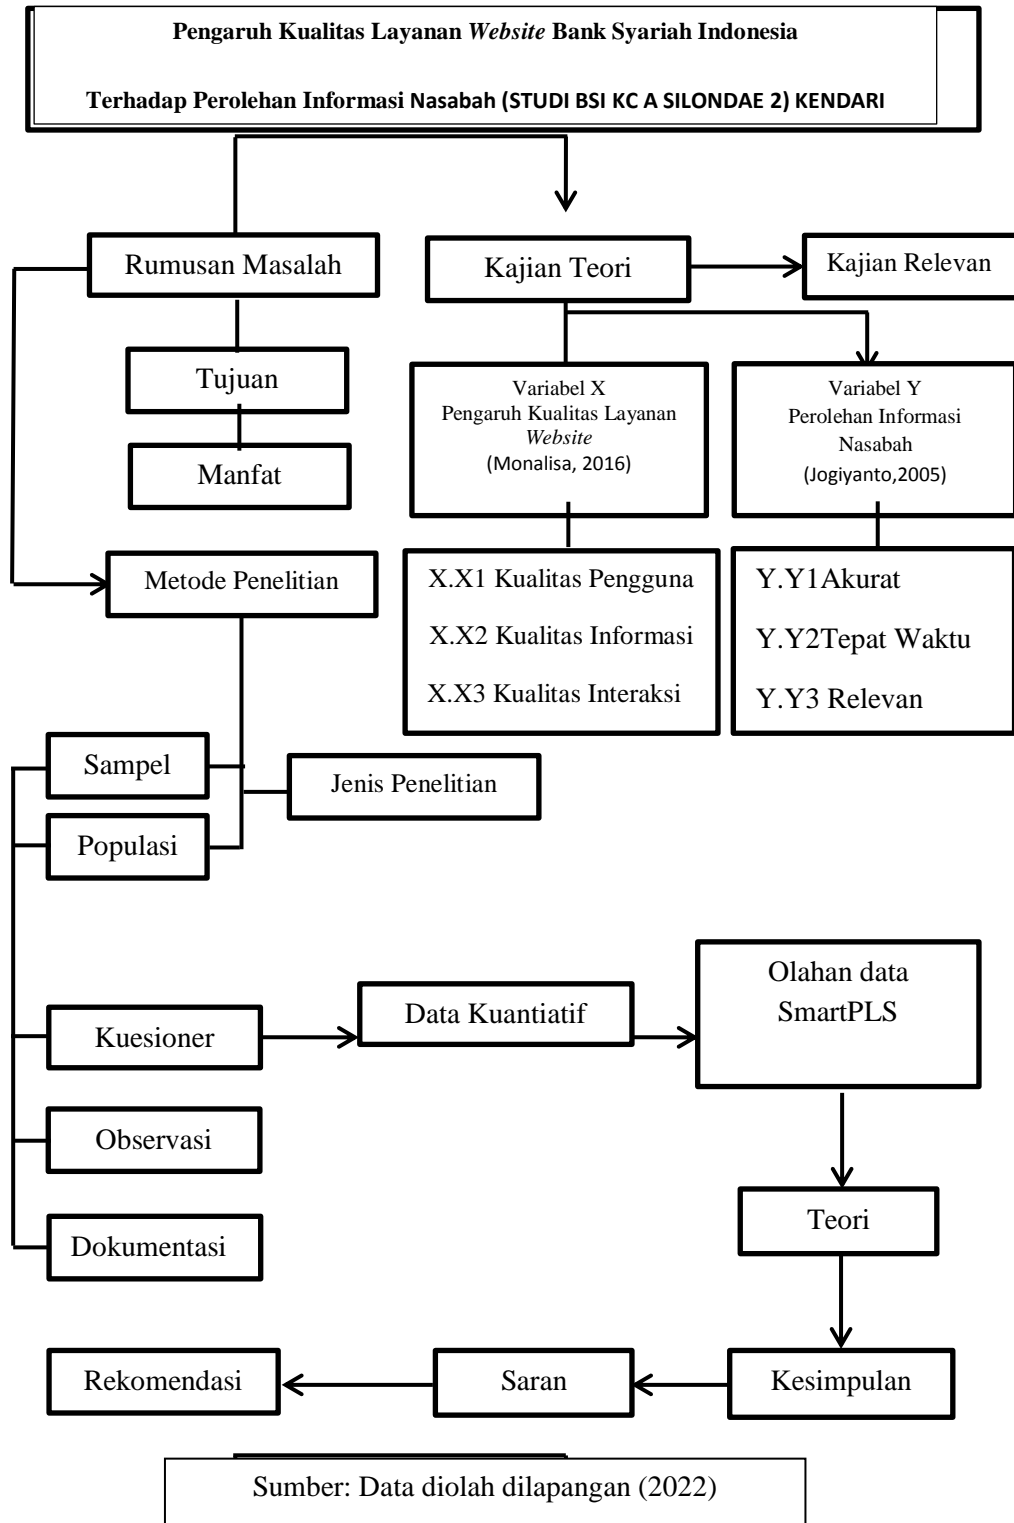 Pengaruh Kualitas Layanan Website Bank Syariah Indonesia
Terhadap Perolehan Informasi Nasabah (STUDI BSI KC A SILONDAE 2) KENDARI
Rumusan Masalah
Kajian Teori
Kajian Relevan
Tujuan
Manfat
Variabel X
Pengaruh Kualitas Layanan
Website
(Monalisa, 2016)
Variabel Y
Perolehan Informasi
Nasabah
(Jogiyanto,2005)
Metode Penelitian
X.X1 Kualitas Pengguna
X.X2 Kualitas Informasi
X.X3 Kualitas Interaksi
Y.Y1Akurat
Y.Y2Tepat Waktu
Y.Y3 Relevan
Sampel
Jenis Penelitian
Populasi
Kuesioner
Data Kuantiatif
Olahan data
SmartPLS
Observasi
Dokumentasi
Teori
Rekomendasi
Saran
Kesimpulan
Sumber: Data diolah dilapangan (2022)